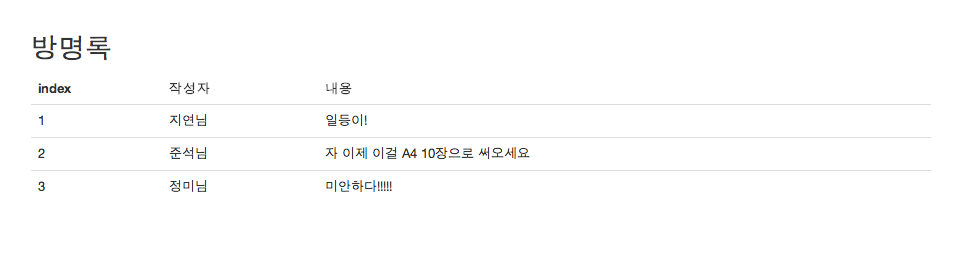 방명록
index 작성자 내용
1 지연님 일등이!
2 준석님 자 이제 이걸 A4 10장으로 써오세요
3 정미님 미안하다!!!!!